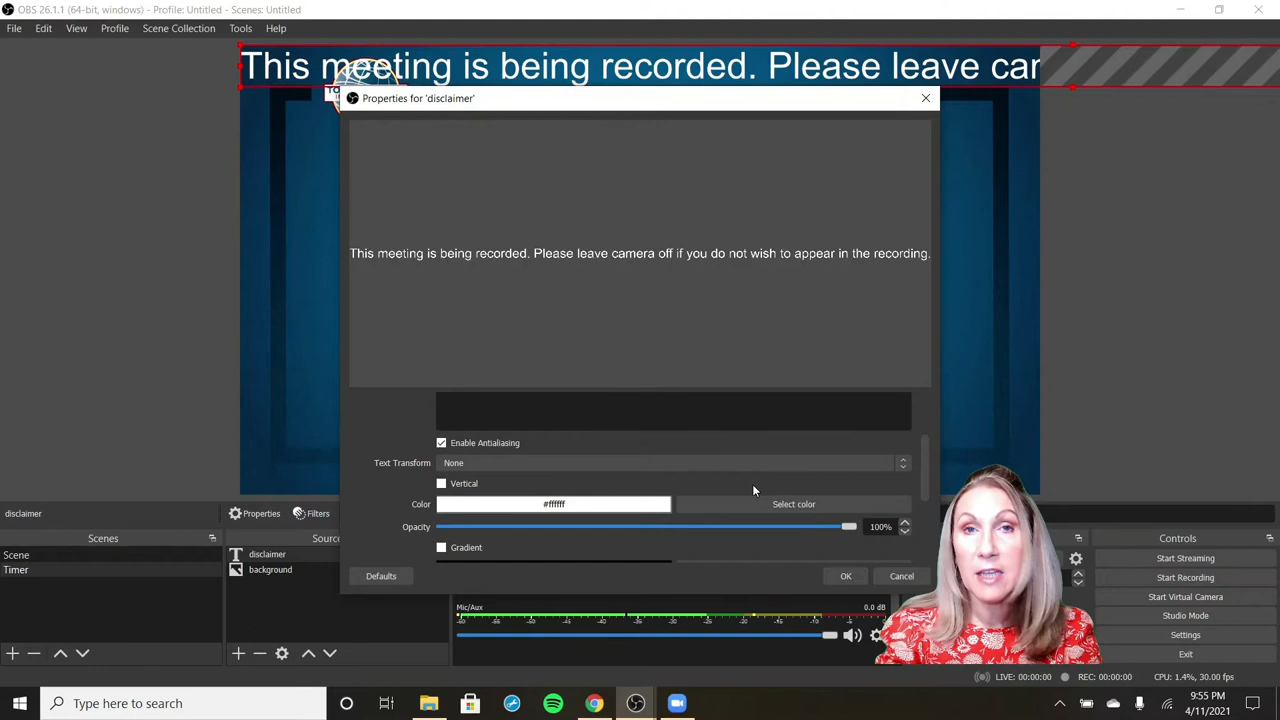 OBS 26.1.1 (64-bit, windows) - Profile: Untitled - Scenes: Untitled
File Edit View Profile Scene Collection Tools Help
This meeting is being recorded. Please leave car
Properties for 'disclaimer'
This meeting is being recorded. Please leave camera off if you do not wish to appear in the recording.
Enable Antialiasing
Text Transform None
Vertical
Color #ffffff Select color
Opacity 100%
Gradient
Defaults OK Cancel
disclaimer Properties Filters
Scenes
Scene
Timer
disclaimer
background
Mic/Aux 0.0 dB
Controls
Start Streaming
Start Recording
Start Virtual Camera
Studio Mode
Settings
Exit
LIVE: 00:00:00 REC: 00:00:00 CPU: 1.4%, 30.00 fps
Type here to search
9:55 PM
4/11/2021